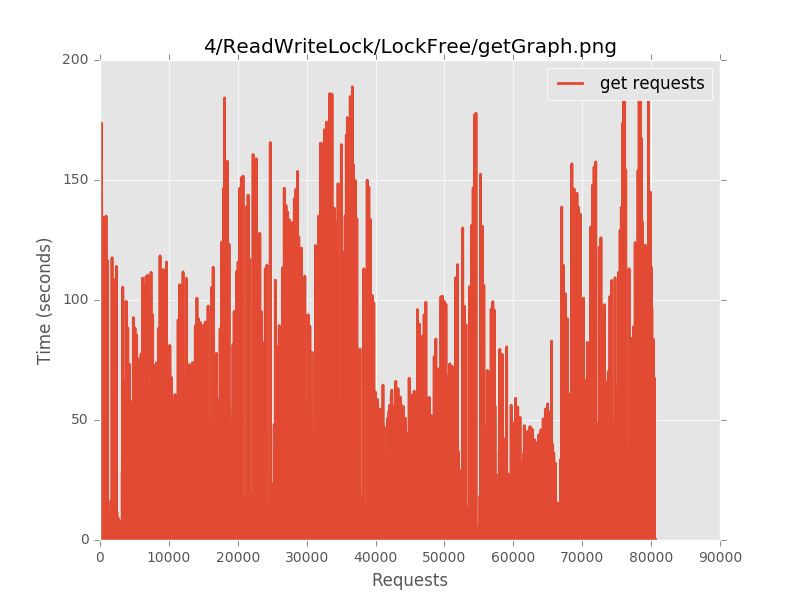 4/ReadWriteLock/LockFree/getGraph.png
200
get requests
150
Time (seconds)
100
50
0
0 10000 20000 30000 40000 50000 60000 70000 80000 90000
Requests